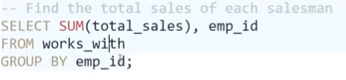 -- Find the total sales of each salesman
SELECT SUM(total_sales), emp_id
FROM works_with
GROUP BY emp_id;